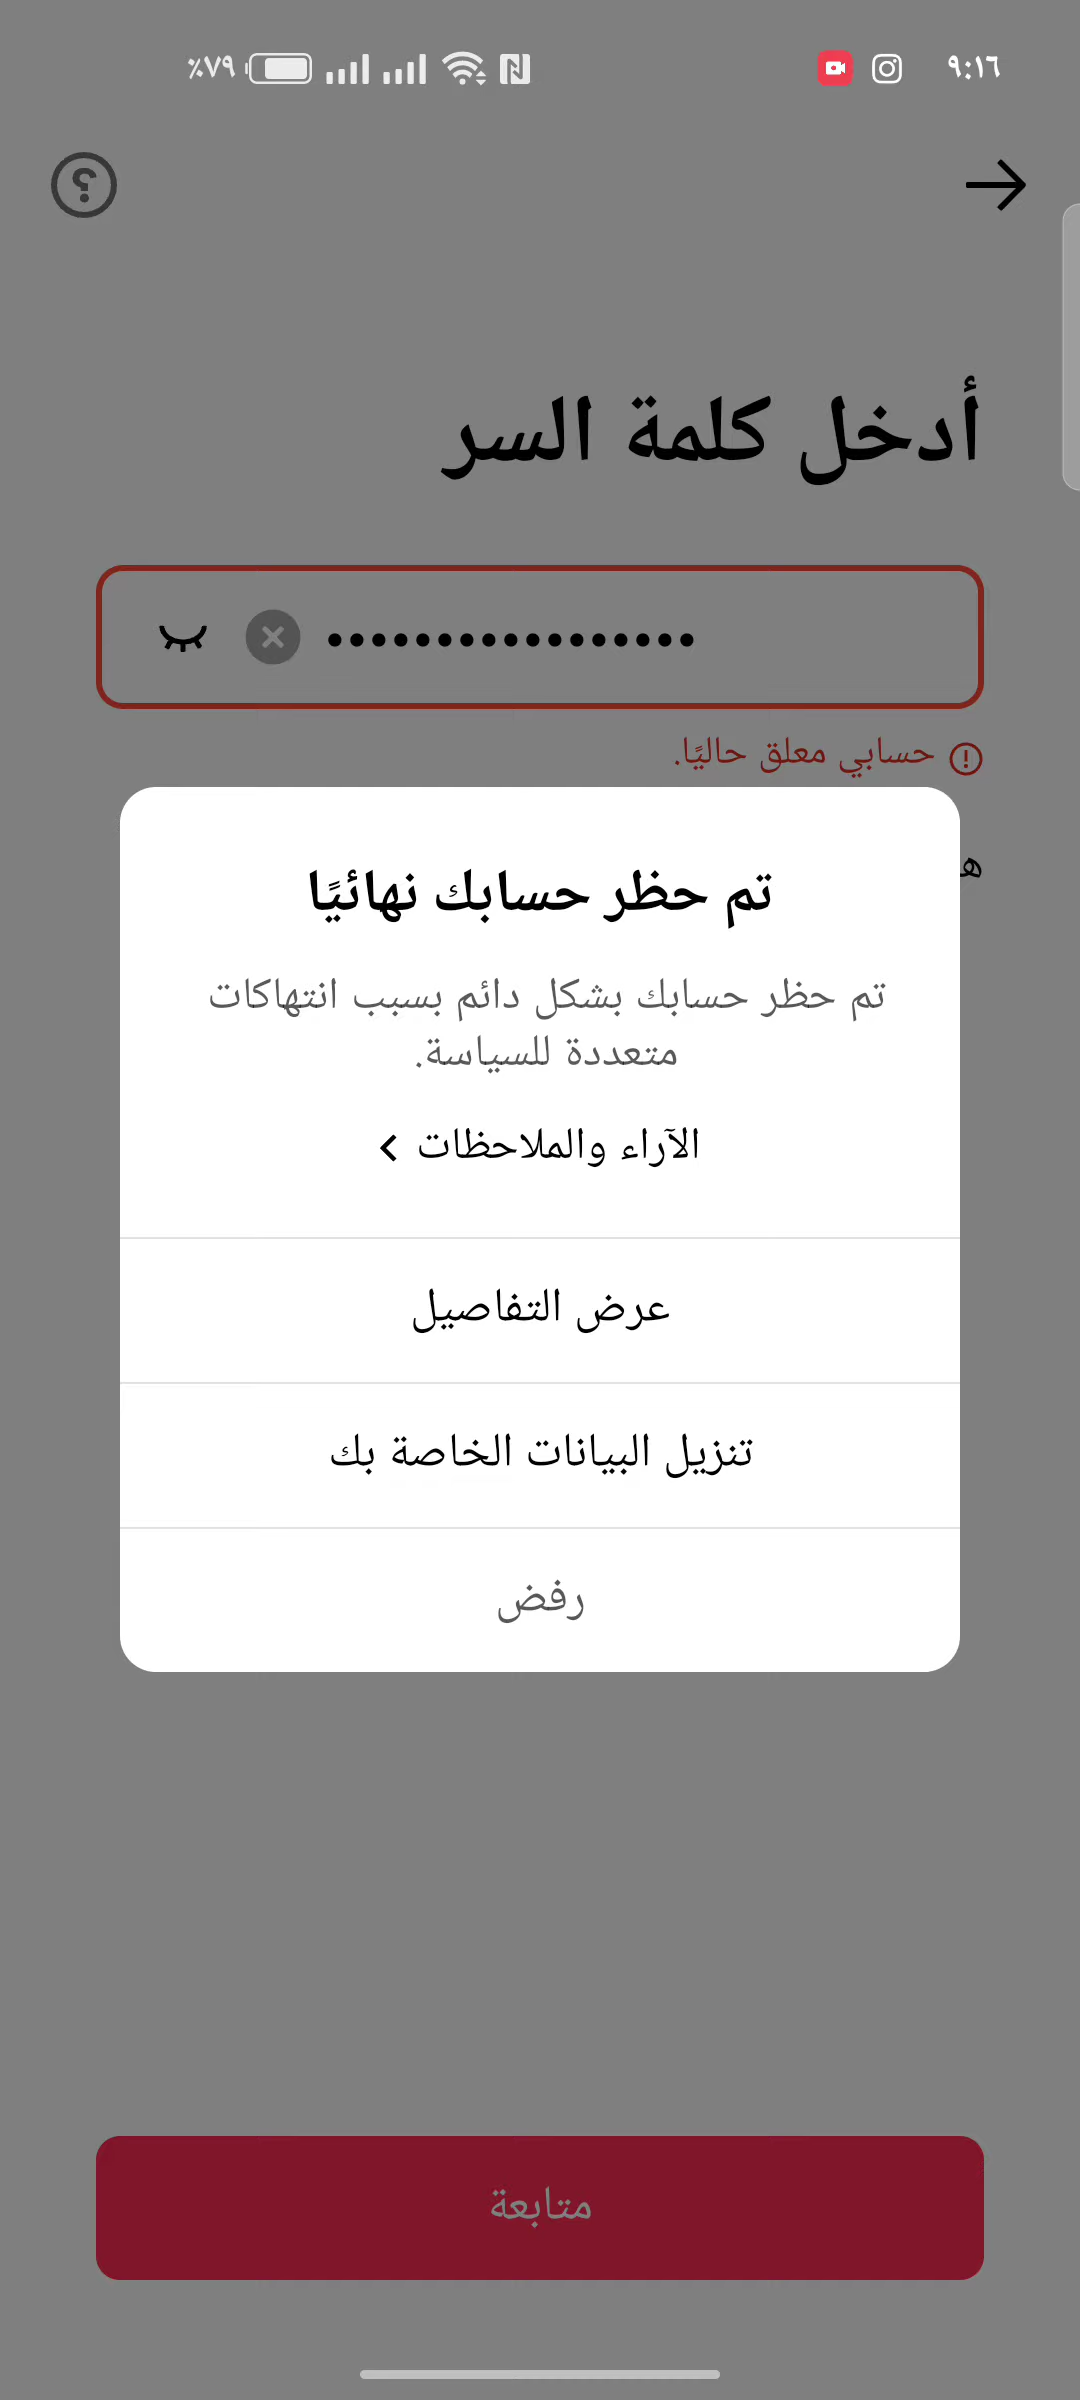 ٩:١٦ ٪٧٩
أدخل كلمة السر
•••••••••••••••••
حسابي معلق حاليًا.
ه
تم حظر حسابك نهائيًا
تم حظر حسابك بشكل دائم بسبب انتهاكات
متعددة للسياسة.
الآراء والملاحظات
عرض التفاصيل
تنزيل البيانات الخاصة بك
رفض
متابعة